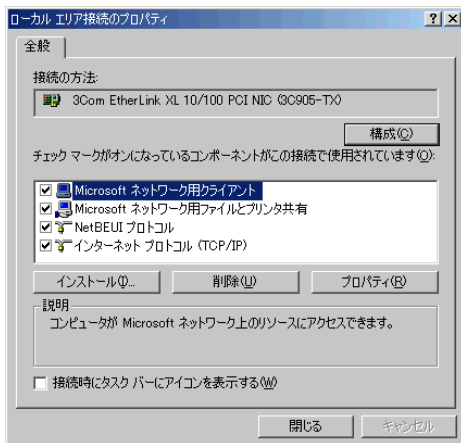 ローカル エリア接続のプロパティ
全般
接続の方法:
3Com EtherLink XL 10/100 PCI NIC (3C905-TX)
構成(C)
チェック マークがオンになっているコンポーネントがこの接続で使用されています(O):
Microsoft ネットワーク用クライアント
Microsoft ネットワーク用ファイルとプリンタ共有
NetBEUI プロトコル
インターネット プロトコル (TCP/IP)
インストール(I)... 削除(U) プロパティ(R)
説明
コンピュータが Microsoft ネットワーク上のリソースにアクセスできます。
接続時にタスク バーにアイコンを表示する(W)
閉じる キャンセル